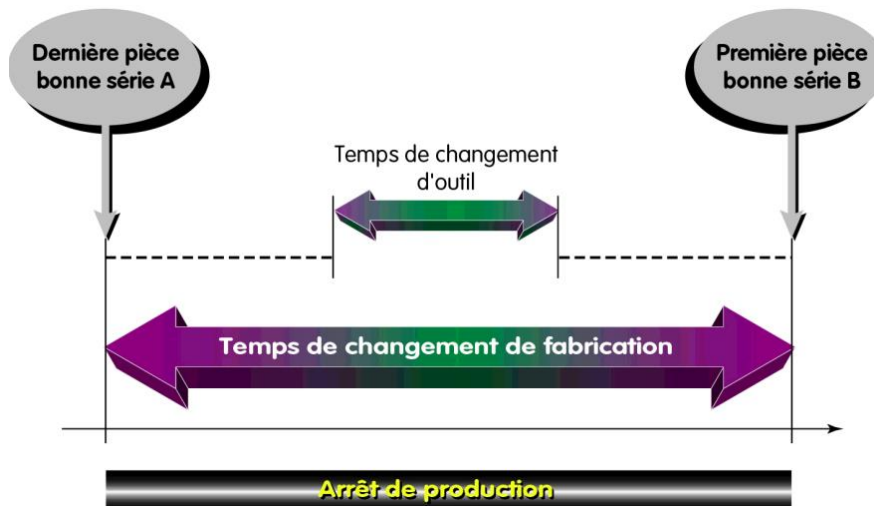 Dernière pièce
bonne série A
Première pièce
bonne série B
Temps de changement
d'outil
Temps de changement de fabrication
Arrêt de production